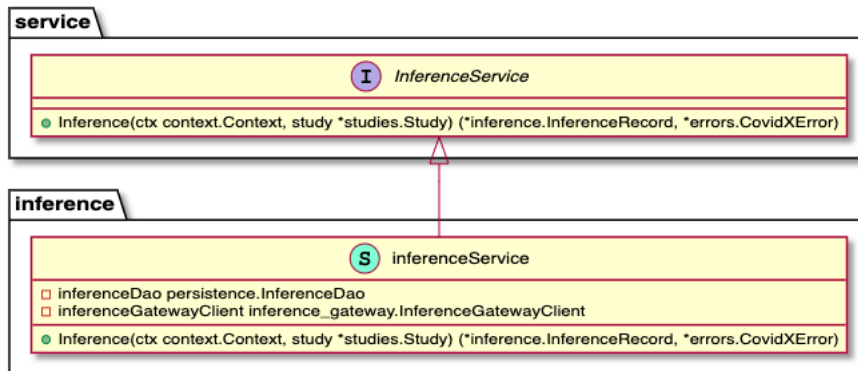 service
I InferenceService
Inference(ctx context.Context, study *studies.Study) (*inference.InferenceRecord, *errors.CovidXError)
inference
S inferenceService
inferenceDao persistence.InferenceDao
inferenceGatewayClient inference_gateway.InferenceGatewayClient
Inference(ctx context.Context, study *studies.Study) (*inference.InferenceRecord, *errors.CovidXError)